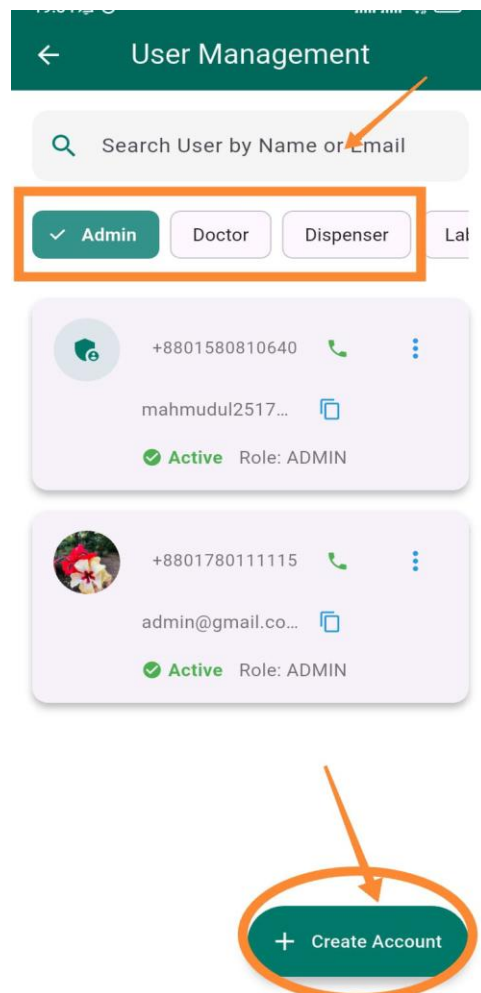 User Management
Search User by Name or Email
Admin Doctor Dispenser
+8801580810640
mahmudul2517...
Active Role: ADMIN
+8801780111115
admin@gmail.co...
Active Role: ADMIN
+ Create Account